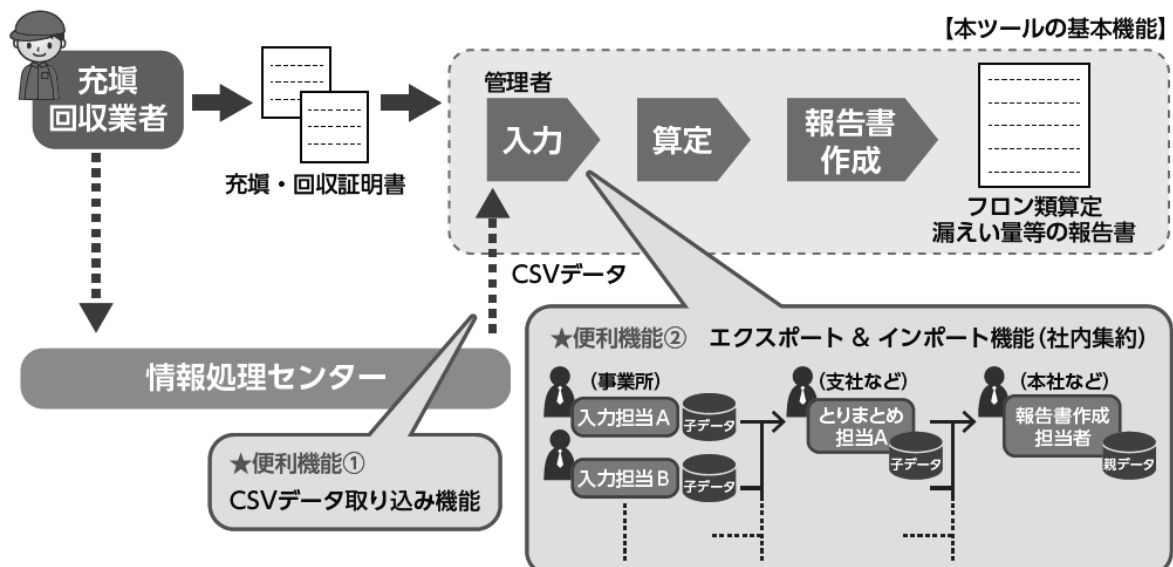 【本ツールの基本機能】
充塡
回収業者
充塡・回収証明書
管理者
入力
算定
報告書
作成
フロン類算定
漏えい量等の報告書
CSVデータ
情報処理センター
★便利機能①
CSVデータ取り込み機能
★便利機能② エクスポート & インポート機能(社内集約)
(事業所)
入力担当A
子データ
入力担当B
子データ
(支社など)
とりまとめ
担当A
子データ
(本社など)
報告書作成
担当者
親データ